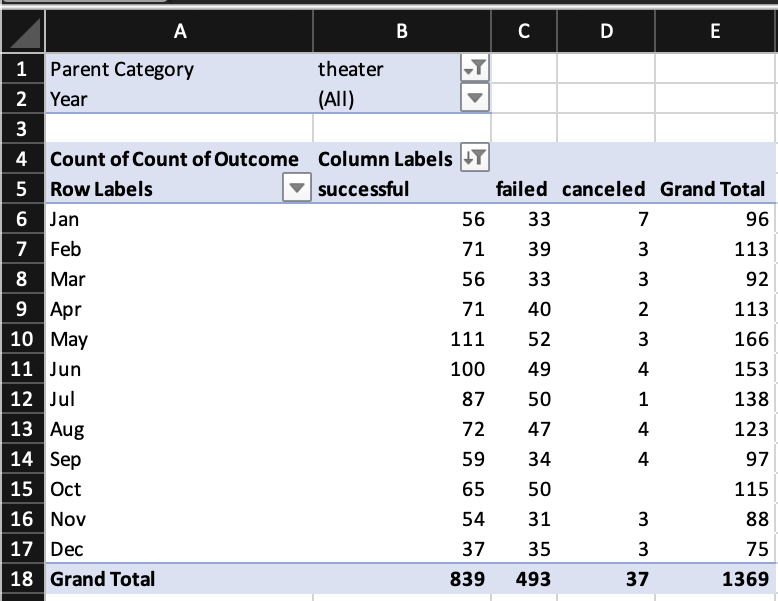 A B C D E
1 Parent Category theater
2 Year (All)
3
4 Count of Count of Outcome Column Labels
5 Row Labels successful failed canceled Grand Total
6 Jan 56 33 7 96
7 Feb 71 39 3 113
8 Mar 56 33 3 92
9 Apr 71 40 2 113
10 May 111 52 3 166
11 Jun 100 49 4 153
12 Jul 87 50 1 138
13 Aug 72 47 4 123
14 Sep 59 34 4 97
15 Oct 65 50 115
16 Nov 54 31 3 88
17 Dec 37 35 3 75
18 Grand Total 839 493 37 1369